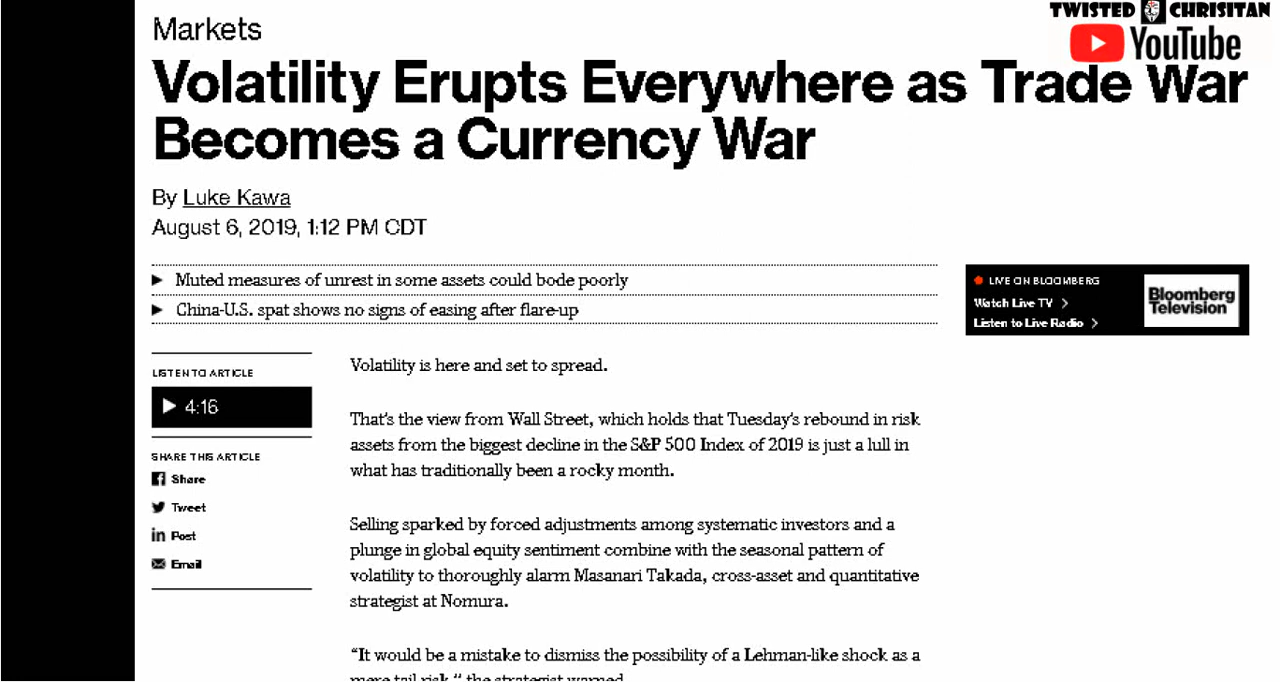 TWISTED CHRISITAN
YouTube
Markets
Volatility Erupts Everywhere as Trade War
Becomes a Currency War
By Luke Kawa
August 6, 2019, 1:12 PM CDT
Muted measures of unrest in some assets could bode poorly
China-U.S. spat shows no signs of easing after flare-up
LIVE ON BLOOMBERG
Watch Live TV >
Listen to Live Radio >
Bloomberg
Television
LISTEN TO ARTICLE
4:16
SHARE THIS ARTICLE
Share
Tweet
in Post
Email
Volatility is here and set to spread.
That's the view from Wall Street, which holds that Tuesday's rebound in risk
assets from the biggest decline in the S&P 500 Index of 2019 is just a lull in
what has traditionally been a rocky month.
Selling sparked by forced adjustments among systematic investors and a
plunge in global equity sentiment combine with the seasonal pattern of
volatility to thoroughly alarm Masanari Takada, cross-asset and quantitative
strategist at Nomura.
“It would be a mistake to dismiss the possibility of a Lehman-like shock as a
mere tail risk,” the strategist warned